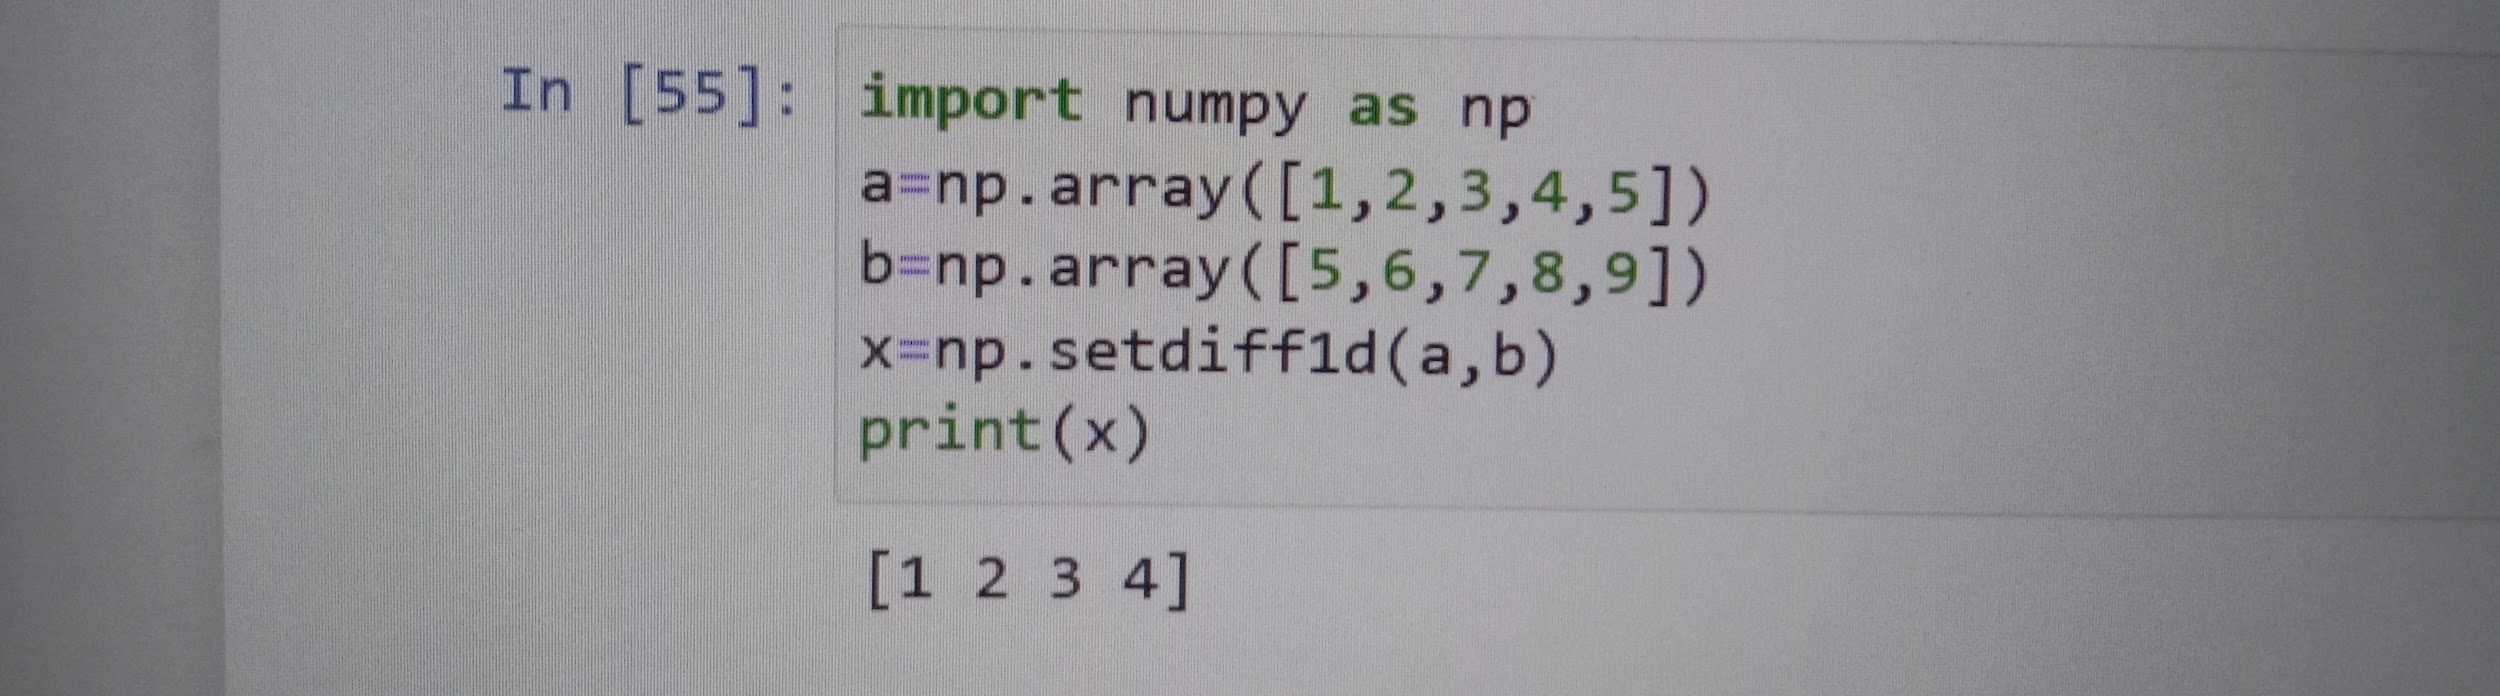 In [55]: import numpy as np
a=np.array([1,2,3,4,5])
b=np.array([5,6,7,8,9])
x=np.setdiff1d(a,b)
print(x)
[1 2 3 4]